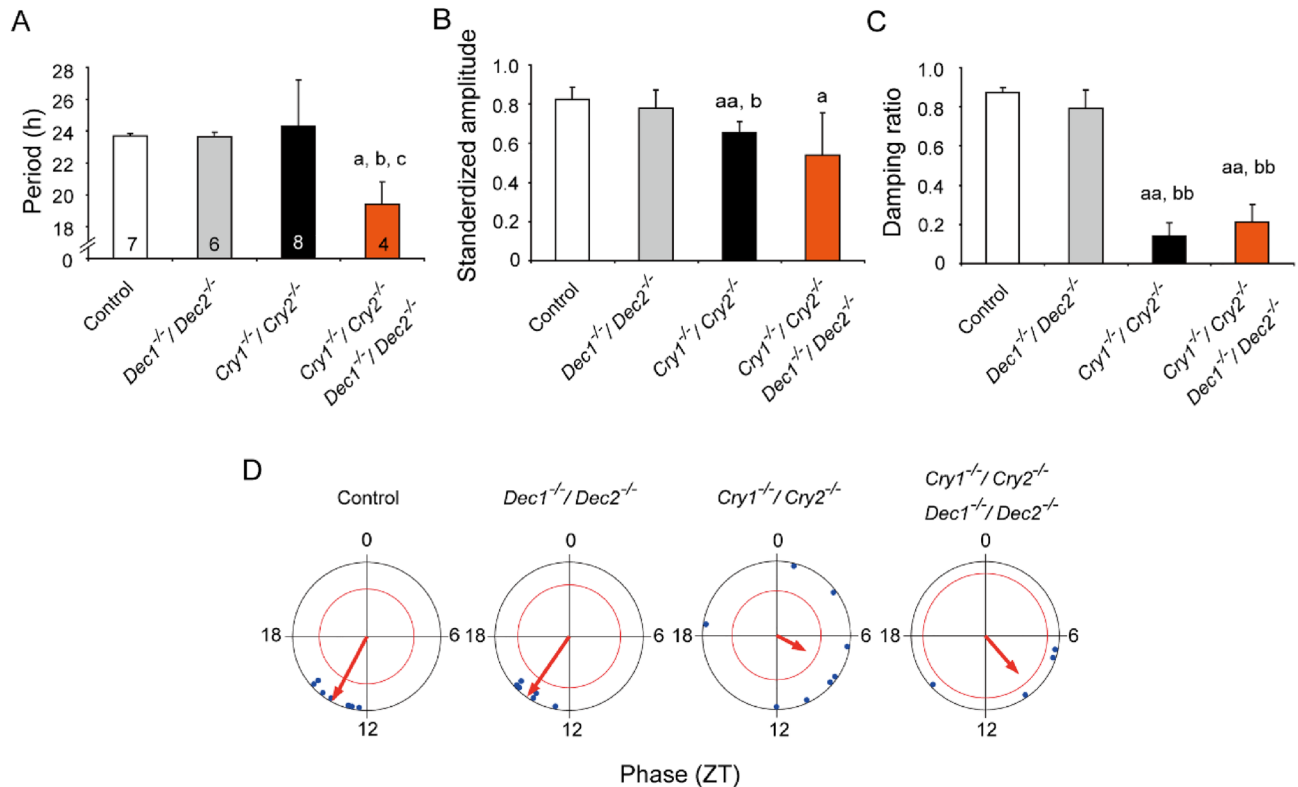 A
Period (h)
28
26
24
22
20
18
0
7
6
8
4
a, b, c
Control
Dec1-/-/ Dec2-/-
Cry1-/-/ Cry2-/-
Cry1-/-/ Cry2-/-
Dec1-/-/ Dec2-/-
B
Standerdized amplitude
1.0
0.8
0.6
0.4
0.2
0
aa, b
a
Control
Dec1-/-/ Dec2-/-
Cry1-/-/ Cry2-/-
Cry1-/-/ Cry2-/-
Dec1-/-/ Dec2-/-
C
Damping ratio
1.0
0.8
0.6
0.4
0.2
0
aa, bb
aa, bb
Control
Dec1-/-/ Dec2-/-
Cry1-/-/ Cry2-/-
Cry1-/-/ Cry2-/-
Dec1-/-/ Dec2-/-
D
Control
0
18
6
12
Dec1-/-/ Dec2-/-
0
18
6
12
Cry1-/-/ Cry2-/-
0
18
6
12
Cry1-/-/ Cry2-/-
Dec1-/-/ Dec2-/-
0
18
6
12
Phase (ZT)